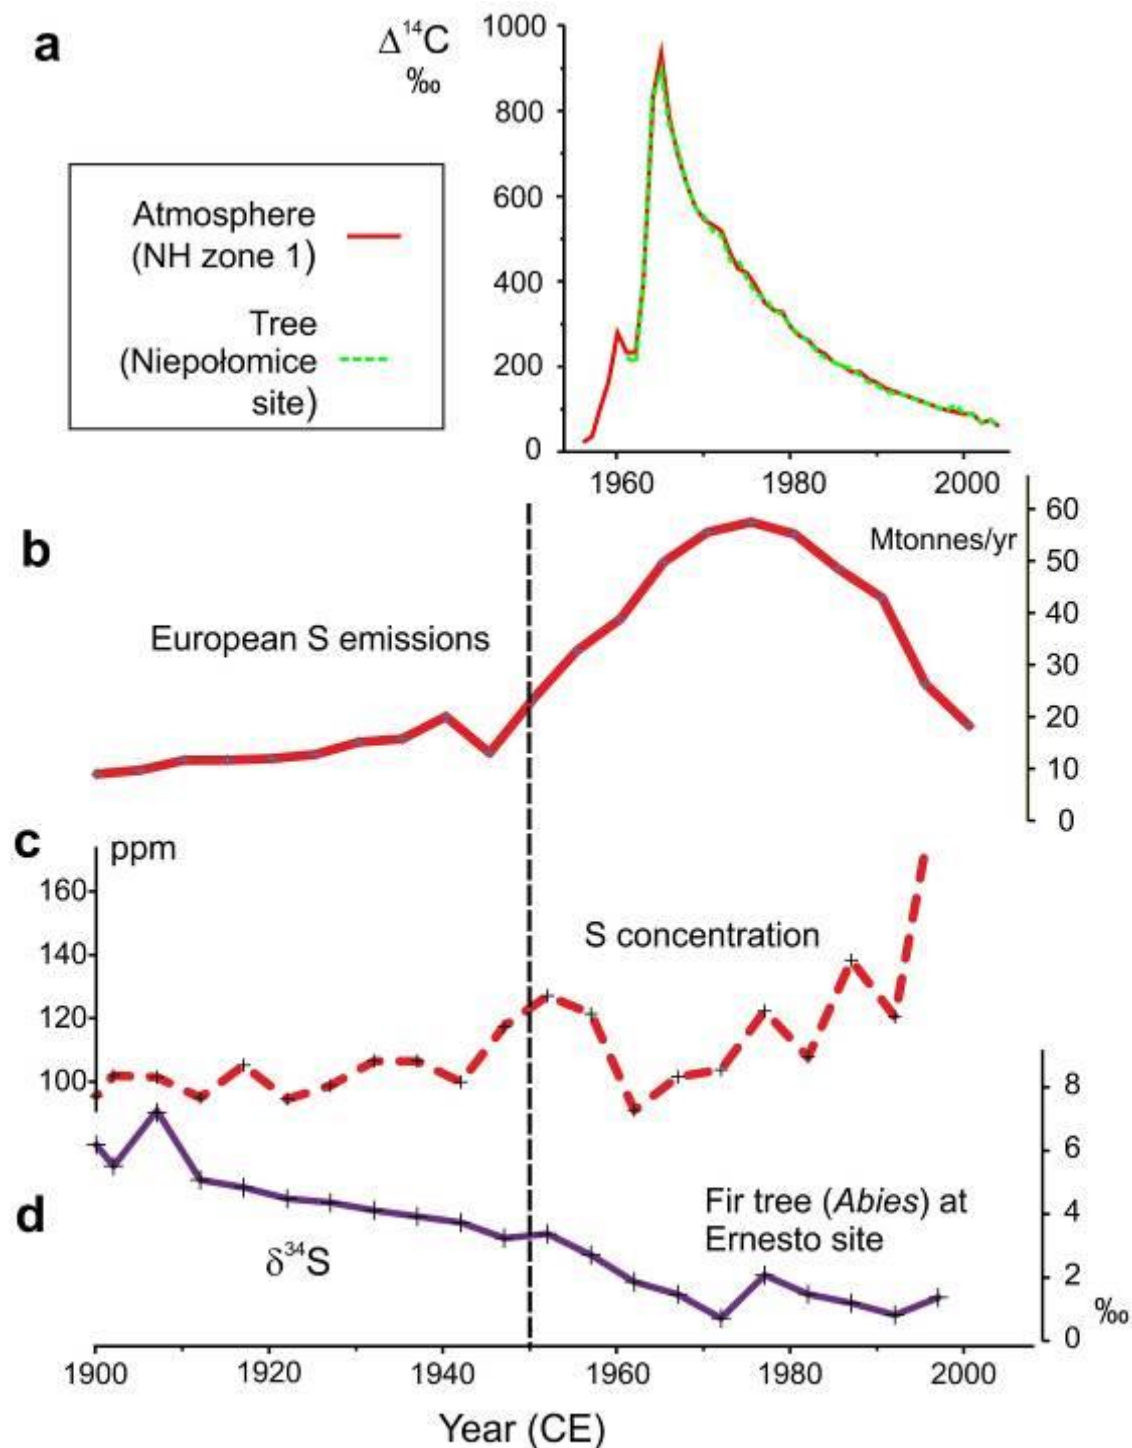 a
Δ¹⁴C
‰
1000
800
600
400
200
0
1960 1980 2000
Atmosphere
(NH zone 1)
Tree
(Niepołomice
site)
b
Mtonnes/yr
European S emissions
60
50
40
30
20
10
0
c
ppm
160
140
120
100
S concentration
d
δ³⁴S
Fir tree (Abies) at
Ernesto site
8
6
4
2
0
‰
1900 1920 1940 1960 1980 2000
Year (CE)